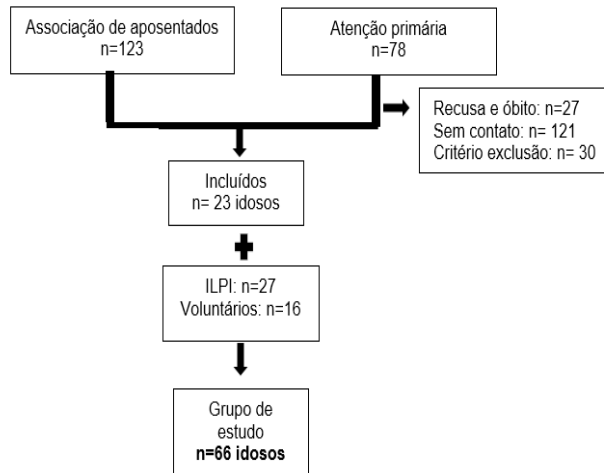 Associação de aposentados
n=123
Atenção primária
n=78
Recusa e óbito: n=27
Sem contato: n= 121
Critério exclusão: n= 30
Incluídos
n= 23 idosos
ILPI: n=27
Voluntários: n=16
Grupo de
estudo
n=66 idosos